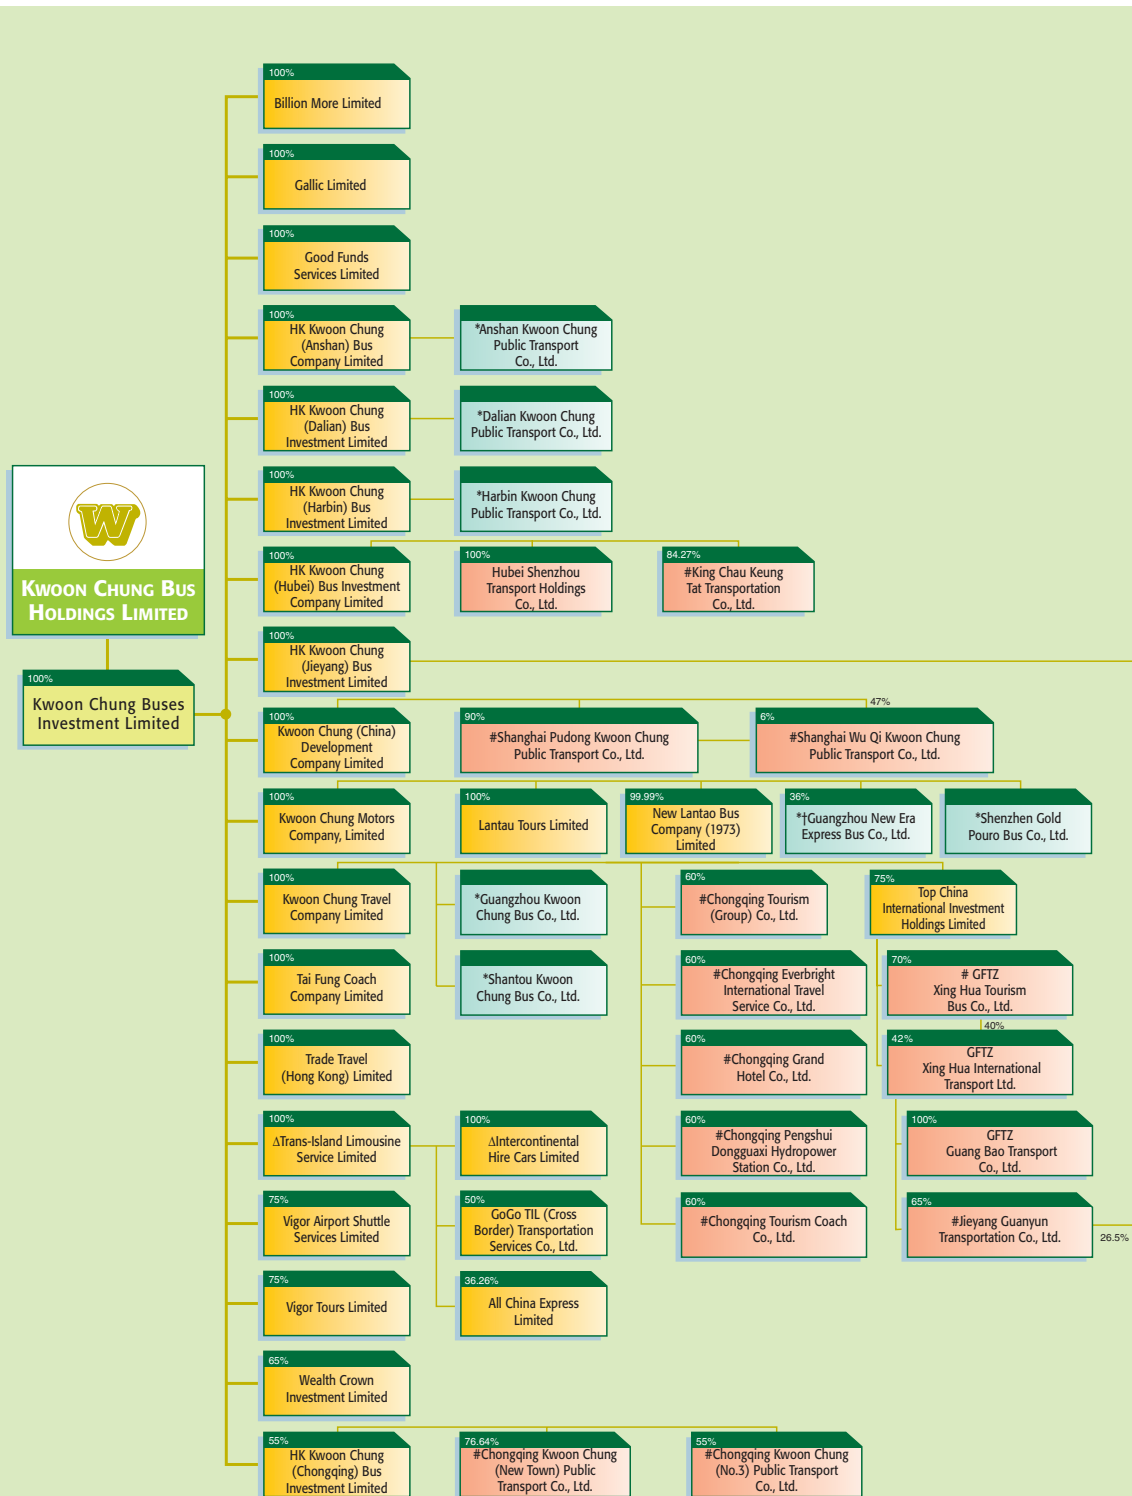 100%
Billion More Limited
100%
Gallic Limited
100%
Good Funds
Services Limited
100%
HK Kwoon Chung
(Anshan) Bus
Company Limited
*Anshan Kwoon Chung
Public Transport
Co., Ltd.
100%
HK Kwoon Chung
(Dalian) Bus
Investment Limited
*Dalian Kwoon Chung
Public Transport Co., Ltd.
100%
HK Kwoon Chung
(Harbin) Bus
Investment Limited
*Harbin Kwoon Chung
Public Transport Co., Ltd.
W
KWOON CHUNG BUS
HOLDINGS LIMITED
100%
Kwoon Chung Buses
Investment Limited
100%
HK Kwoon Chung
(Hubei) Bus Investment
Company Limited
100%
Hubei Shenzhou
Transport Holdings
Co., Ltd.
84.27%
#King Chau Keung
Tat Transportation
Co., Ltd.
100%
HK Kwoon Chung
(Jieyang) Bus
Investment Limited
100%
Kwoon Chung (China)
Development
Company Limited
90%
#Shanghai Pudong Kwoon Chung
Public Transport Co., Ltd.
47%
6%
#Shanghai Wu Qi Kwoon Chung
Public Transport Co., Ltd.
100%
Kwoon Chung Motors
Company, Limited
100%
Lantau Tours Limited
99.99%
New Lantao Bus
Company (1973)
Limited
36%
*†Guangzhou New Era
Express Bus Co., Ltd.
*Shenzhen Gold
Pouro Bus Co., Ltd.
100%
Kwoon Chung Travel
Company Limited
*Guangzhou Kwoon
Chung Bus Co., Ltd.
60%
#Chongqing Tourism
(Group) Co., Ltd.
75%
Top China
International Investment
Holdings Limited
100%
Tai Fung Coach
Company Limited
*Shantou Kwoon
Chung Bus Co., Ltd.
60%
#Chongqing Everbright
International Travel
Service Co., Ltd.
70%
# GFTZ
Xing Hua Tourism
Bus Co., Ltd.
40%
100%
Trade Travel
(Hong Kong) Limited
60%
#Chongqing Grand
Hotel Co., Ltd.
42%
GFTZ
Xing Hua International
Transport Ltd.
100%
∆Trans-Island Limousine
Service Limited
100%
∆Intercontinental
Hire Cars Limited
60%
#Chongqing Pengshui
Dongguaxi Hydropower
Station Co., Ltd.
100%
GFTZ
Guang Bao Transport
Co., Ltd.
75%
Vigor Airport Shuttle
Services Limited
50%
GoGo TIL (Cross
Border) Transportation
Services Co., Ltd.
60%
#Chongqing Tourism Coach
Co., Ltd.
65%
#Jieyang Guanyun
Transportation Co., Ltd.
26.5%
75%
Vigor Tours Limited
36.26%
All China Express
Limited
65%
Wealth Crown
Investment Limited
55%
HK Kwoon Chung
(Chongqing) Bus
Investment Limited
76.64%
#Chongqing Kwoon Chung
(New Town) Public
Transport Co., Ltd.
55%
#Chongqing Kwoon Chung
(No.3) Public Transport
Co., Ltd.